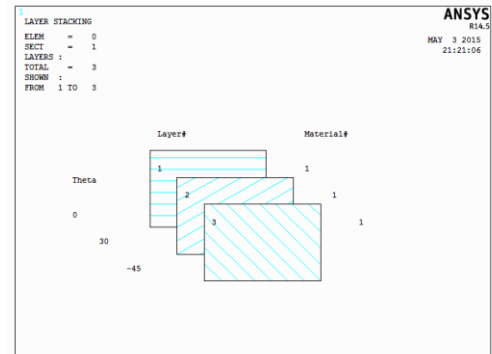 1
LAYER STACKING
ANSYS
R14.5
ELEM = 0
SECT = 1
LAYERS :
TOTAL = 3
SHOWN :
FROM 1 TO 3
MAY 3 2015
21:21:06
Layer# Material#
1 1
Theta 2 1
0 3 1
30
-45